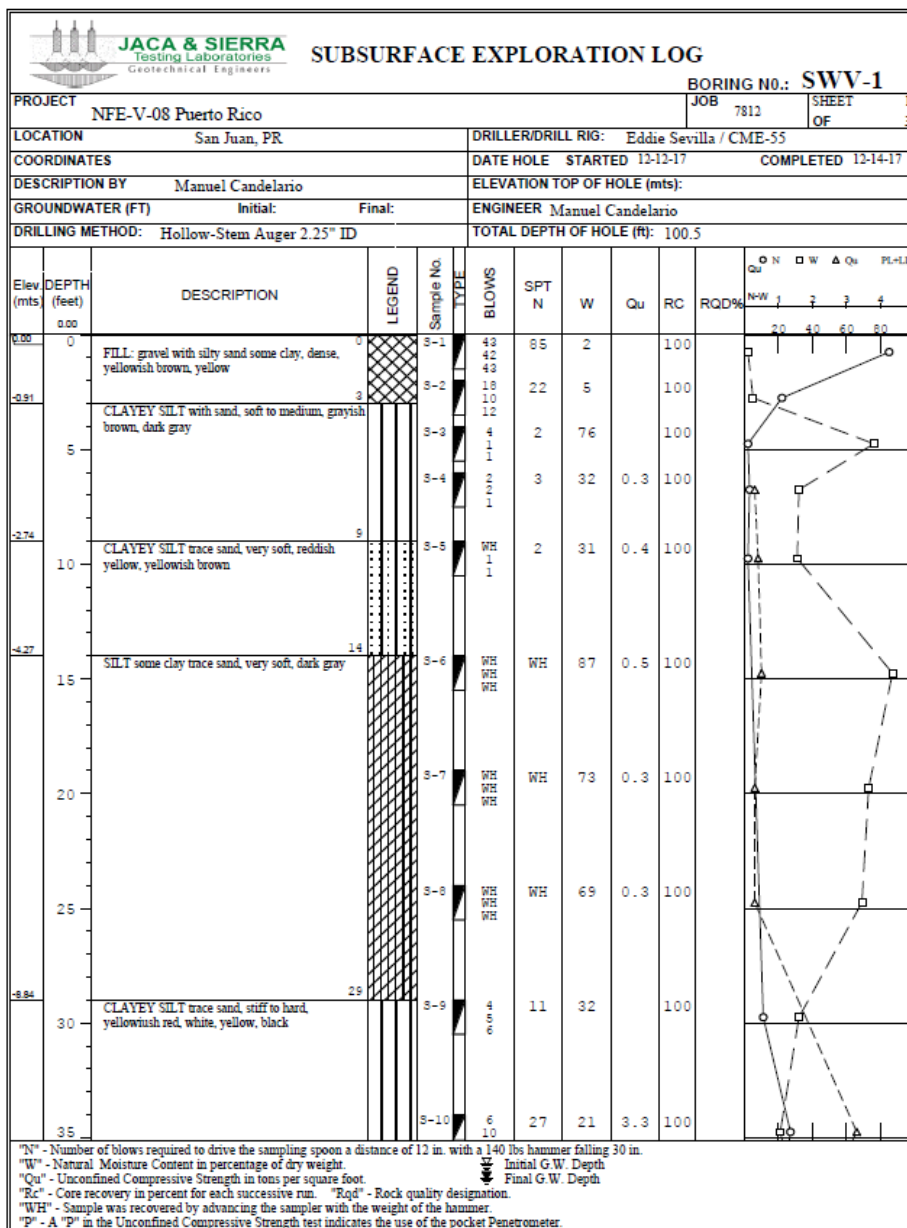 JACA & SIERRA
Testing Laboratories
Geotechnical Engineers
SUBSURFACE EXPLORATION LOG
BORING N0.: SWV-1
PROJECT NFE-V-08 Puerto Rico
JOB 7812 SHEET
OF
LOCATION San Juan, PR DRILLER/DRILL RIG: Eddie Sevilla / CME-55
COORDINATES DATE HOLE STARTED 12-12-17 COMPLETED 12-14-17
DESCRIPTION BY Manuel Candelario ELEVATION TOP OF HOLE (mts):
GROUNDWATER (FT) Initial: Final: ENGINEER Manuel Candelario
DRILLING METHOD: Hollow-Stem Auger 2.25" ID TOTAL DEPTH OF HOLE (ft): 100.5
Elev. (mts) DEPTH (feet) 0.00 DESCRIPTION LEGEND Sample No. TYPE BLOWS SPT N W Qu RC RQD%
N W Qu PL+LL
Qu 1 2 3 4
N-W 20 40 60 80
0.00 0 0 S-1 43 42 43 85 2 100
FILL: gravel with silty sand some clay, dense,
yellowish brown, yellow
S-2 18 10 12 22 5 100
-0.91 3
CLAYEY SILT with sand, soft to medium, grayish
brown, dark gray
S-3 4 1 1 2 76 100
5
S-4 2 2 1 3 32 0.3 100
-2.74 9
CLAYEY SILT trace sand, very soft, reddish
yellow, yellowish brown
S-5 WH 1 1 2 31 0.4 100
10
-4.27 14
SILT some clay trace sand, very soft, dark gray
S-6 WH WH WH WH 87 0.5 100
15
S-7 WH WH WH WH 73 0.3 100
20
S-8 WH WH WH WH 69 0.3 100
25
-8.84 29
CLAYEY SILT trace sand, stiff to hard,
yellowiush red, white, yellow, black
S-9 4 5 6 11 32 100
30
S-10 6 10 27 21 3.3 100
35
"N" - Number of blows required to drive the sampling spoon a distance of 12 in. with a 140 lbs hammer falling 30 in.
"W" - Natural Moisture Content in percentage of dry weight. Initial G.W. Depth
"Qu" - Unconfined Compressive Strength in tons per square foot. Final G.W. Depth
"Rc" - Core recovery in percent for each successive run. "Rqd" - Rock quality designation.
"WH" - Sample was recovered by advancing the sampler with the weight of the hammer.
"P" - A "P" in the Unconfined Compressive Strength test indicates the use of the pocket Penetrometer.